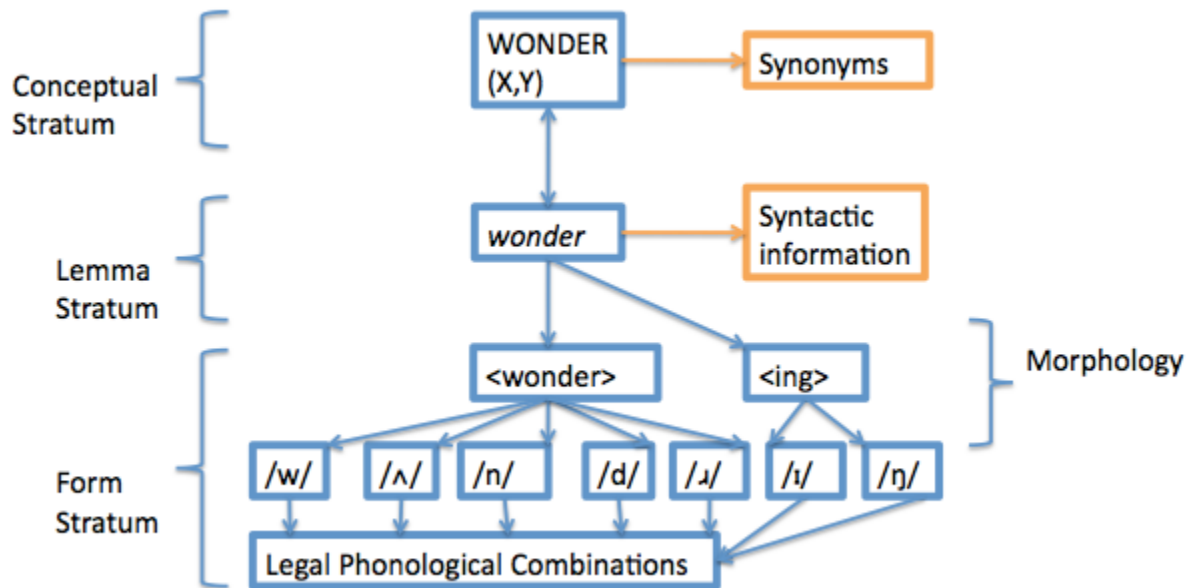 WONDER
(X,Y)
Synonyms
Conceptual
Stratum
wonder
Syntactic
information
Lemma
Stratum
<wonder>
<ing>
Morphology
/w/
/ʌ/
/n/
/d/
/ɹ/
/ɪ/
/ŋ/
Form
Stratum
Legal Phonological Combinations